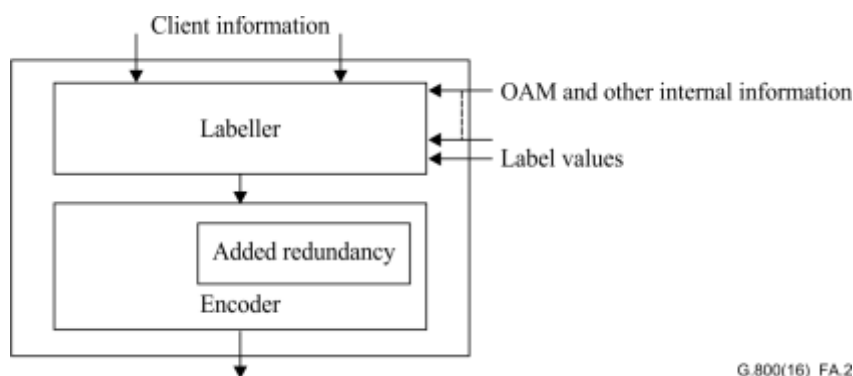 Client information
OAM and other internal information
Labeller
Label values
Added redundancy
Encoder
G.800(16)_FA.2